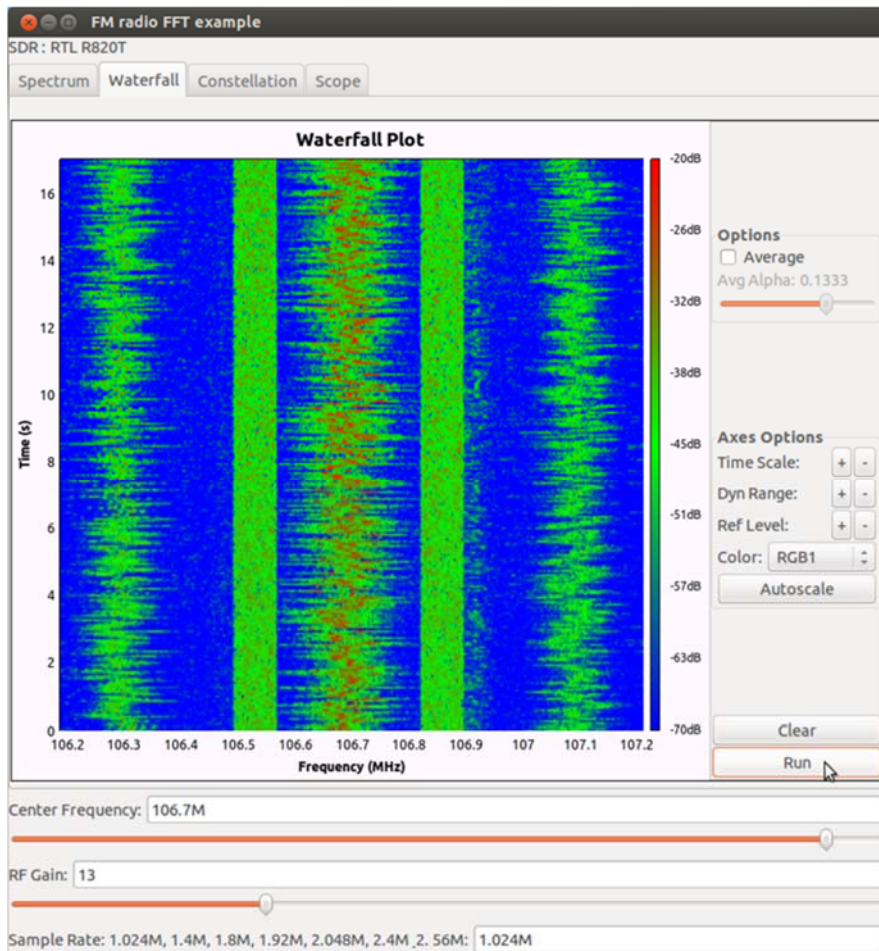 FM radio FFT example
SDR : RTL R820T
Spectrum Waterfall Constellation Scope
Waterfall Plot
16
14
12
10
8
6
4
2
0
Time (s)
106.2 106.3 106.4 106.5 106.6 106.7 106.8 106.9 107 107.1 107.2
Frequency (MHz)
-20dB
-26dB
-32dB
-38dB
-45dB
-51dB
-57dB
-63dB
-70dB
Options
Average
Avg Alpha: 0.1333
Axes Options
Time Scale: + -
Dyn Range: + -
Ref Level: + -
Color: RGB1
Autoscale
Clear
Run
Center Frequency: 106.7M
RF Gain: 13
Sample Rate: 1.024M, 1.4M, 1.8M, 1.92M, 2.048M, 2.4M ,2. 56M: 1.024M